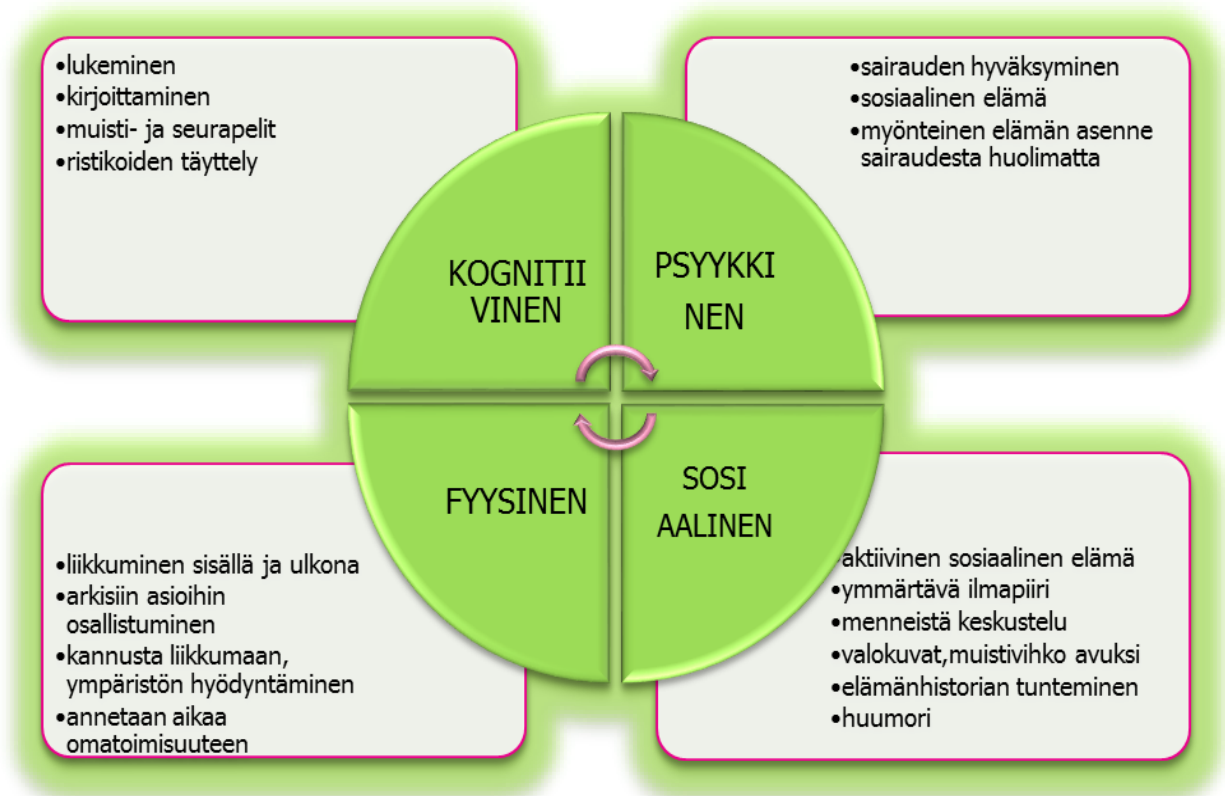 •lukeminen
•kirjoittaminen
•muisti- ja seurapelit
•ristikoiden täyttely
•sairauden hyväksyminen
•sosiaalinen elämä
•myönteinen elämän asenne
sairaudesta huolimatta
KOGNITII
VINEN
PSYYKKI
NEN
FYYSINEN
SOSI
AALINEN
•liikkuminen sisällä ja ulkona
•arkisiin asioihin
osallistuminen
•kannusta liikkumaan,
ympäristön hyödyntäminen
•annetaan aikaa
omatoimisuuteen
•aktiivinen sosiaalinen elämä
•ymmärtävä ilmapiiri
•menneistä keskustelu
•valokuvat,muistivihko avuksi
•elämänhistorian tunteminen
•huumori